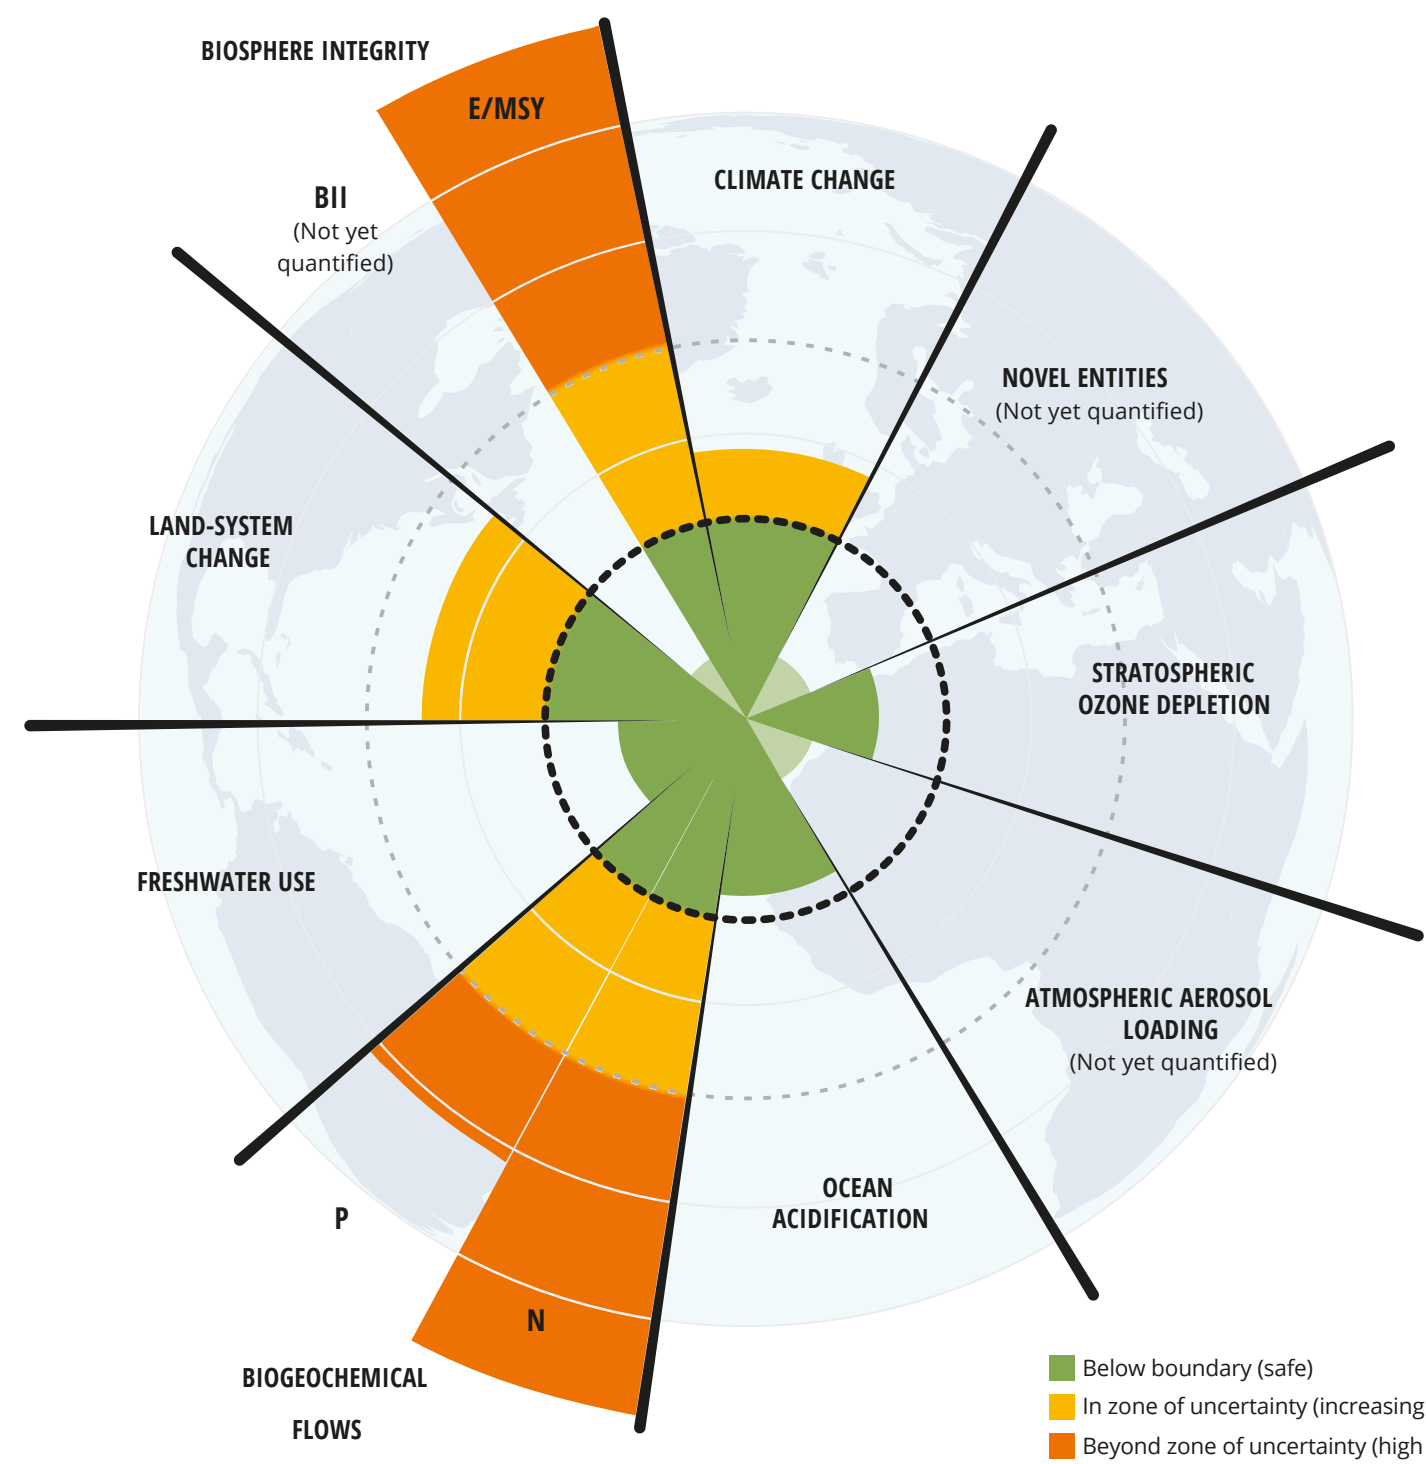 BIOSPHERE INTEGRITY
E/MSY
BII
(Not yet
quantified)
CLIMATE CHANGE
NOVEL ENTITIES
(Not yet quantified)
LAND-SYSTEM
CHANGE
STRATOSPHERIC
OZONE DEPLETION
FRESHWATER USE
ATMOSPHERIC AEROSOL
LOADING
(Not yet quantified)
OCEAN
ACIDIFICATION
P
N
BIOGEOCHEMICAL
FLOWS
Below boundary (safe)
In zone of uncertainty (increasing
Beyond zone of uncertainty (high